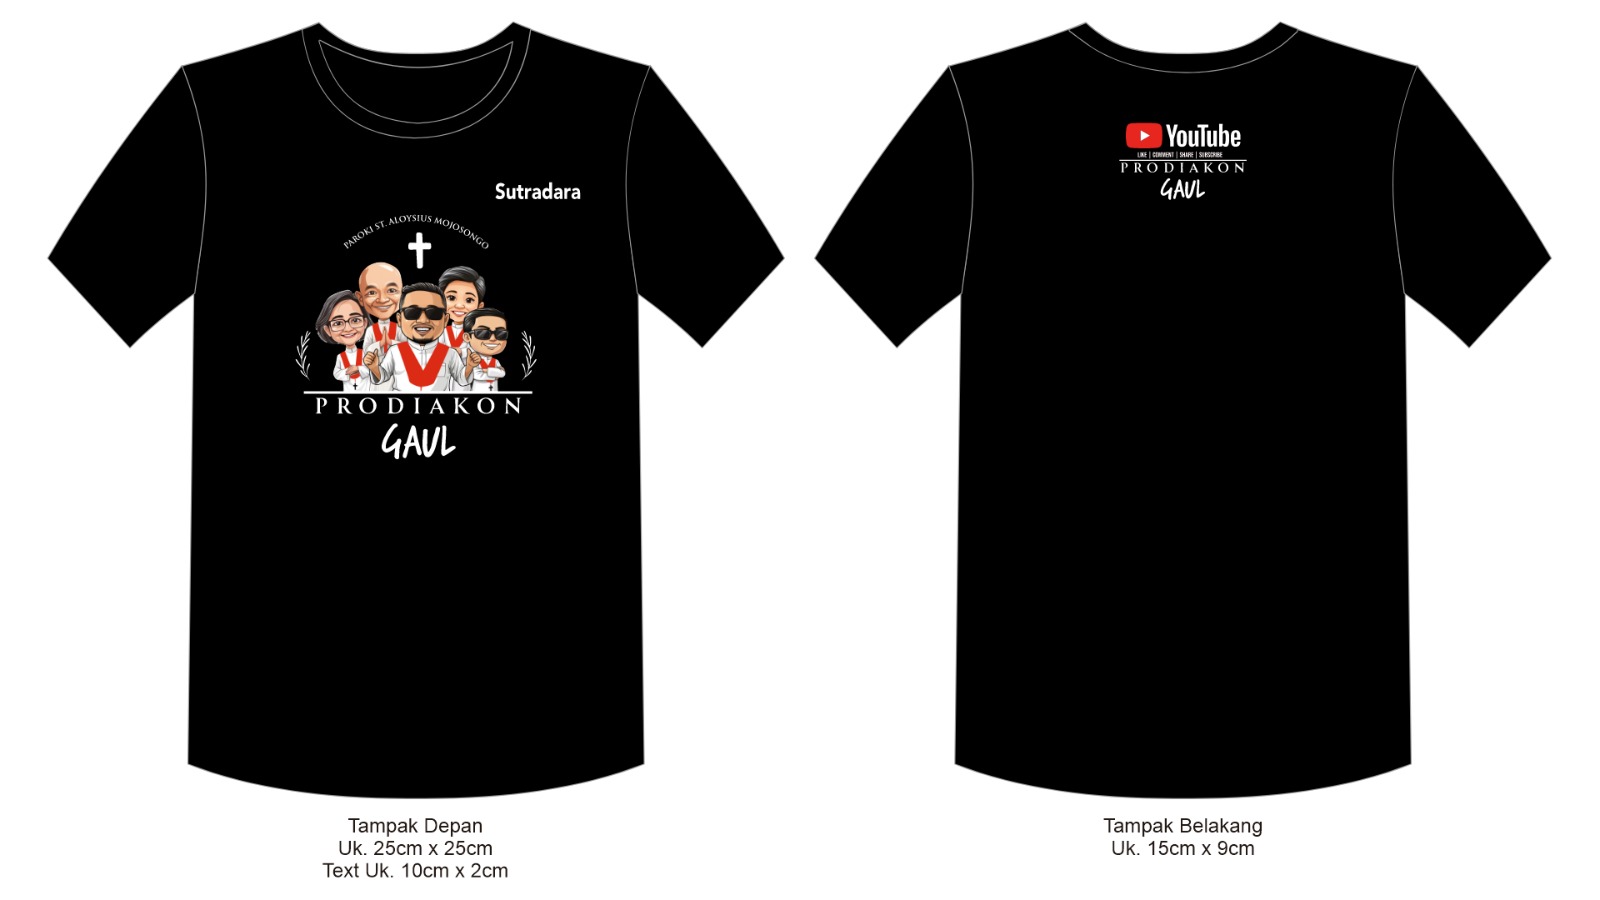 Sutradara
PAROKI ST. ALOYSIUS MOJOSONGO
PRODIAKON
GAUL
Tampak Depan
Uk. 25cm x 25cm
Text Uk. 10cm x 2cm
YouTube
LIKE | COMMENT | SHARE | SUBSCRIBE
PRODIAKON
GAUL
Tampak Belakang
Uk. 15cm x 9cm